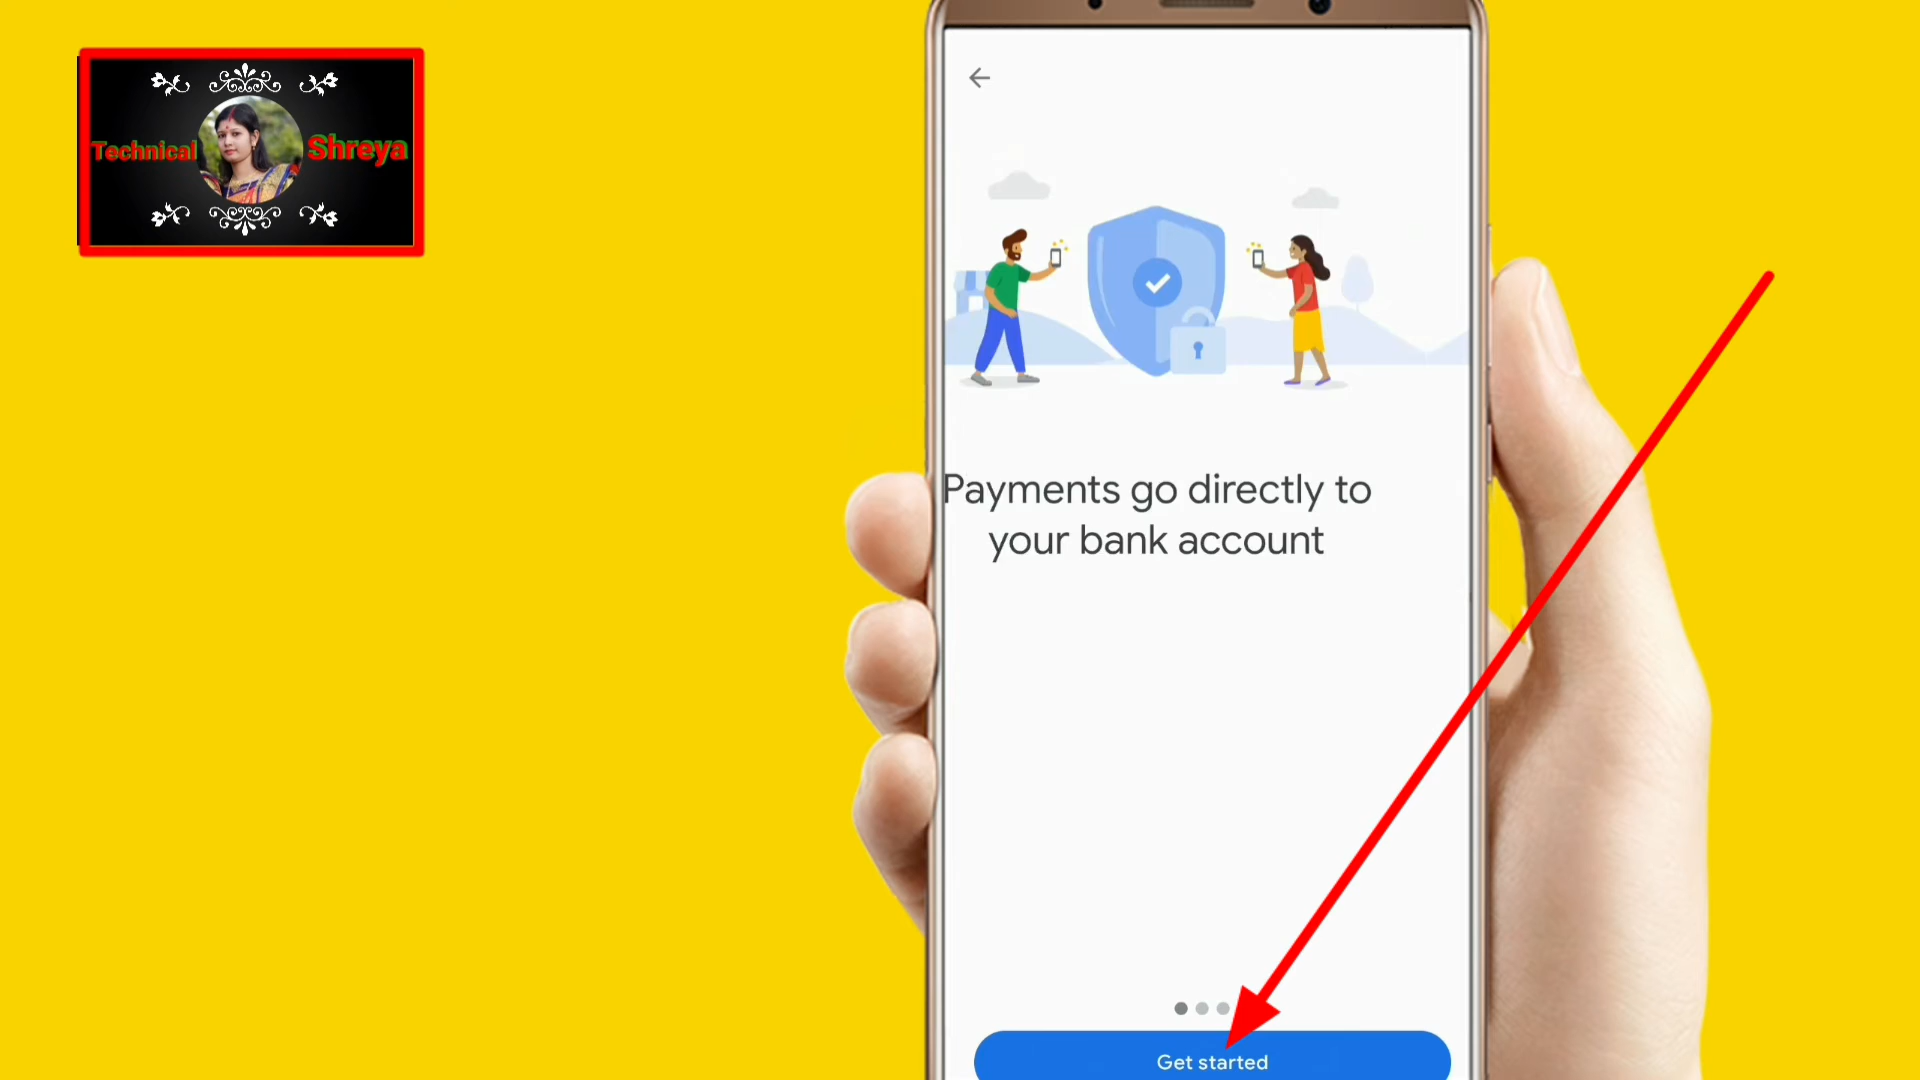 Technical Shreya
Payments go directly to
your bank account
Get started